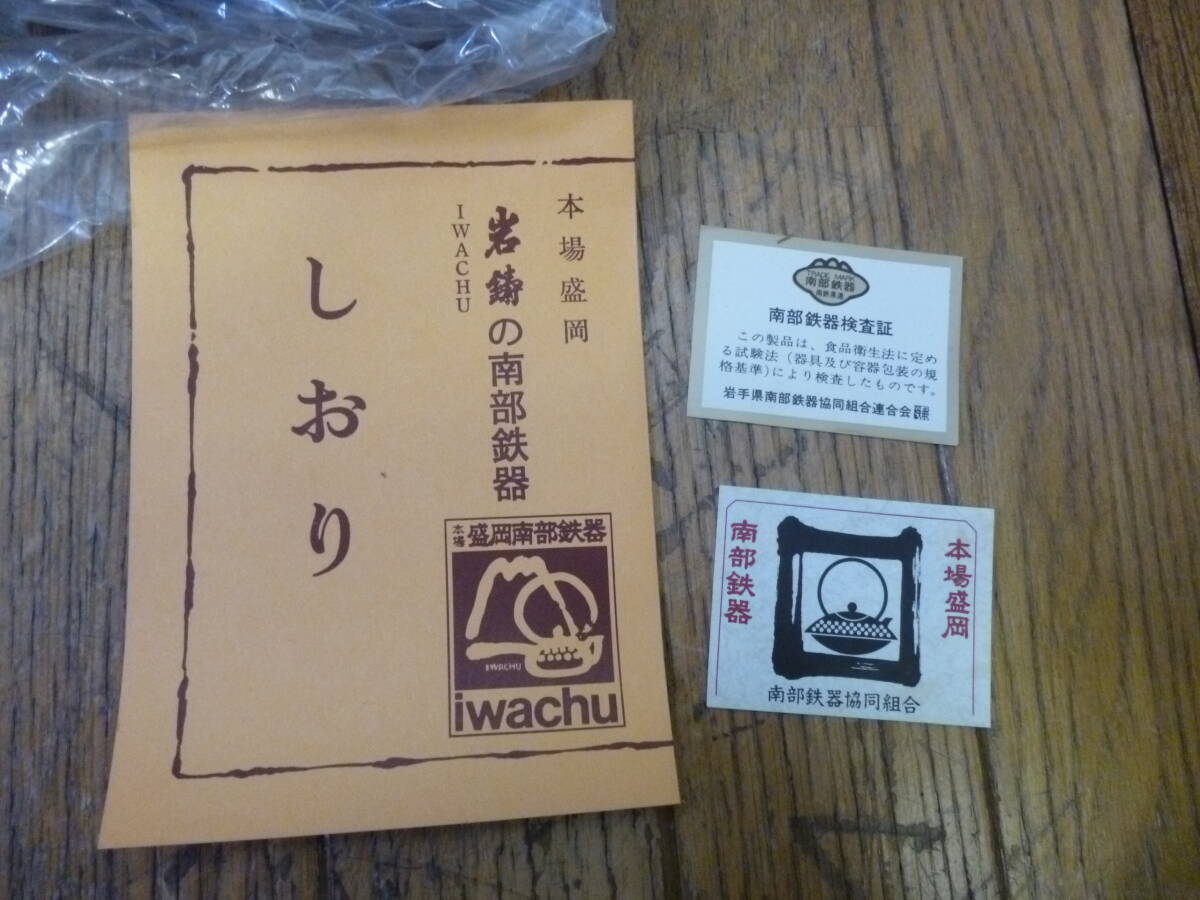 本場盛岡
岩鋳の南部鉄器
IWACHU
しおり
本場
盛岡南部鉄器
IWACHU
iwachu
TRADE MARK
南部鉄器
南鉄県連
南部鉄器検査証
この製品は、食品衛生法に定め
る試験法(器具及び容器包装の規
格基準)により検査したものです。
岩手県南部鉄器協同組合連合会
本場盛岡
南部鉄器
南部鉄器協同組合